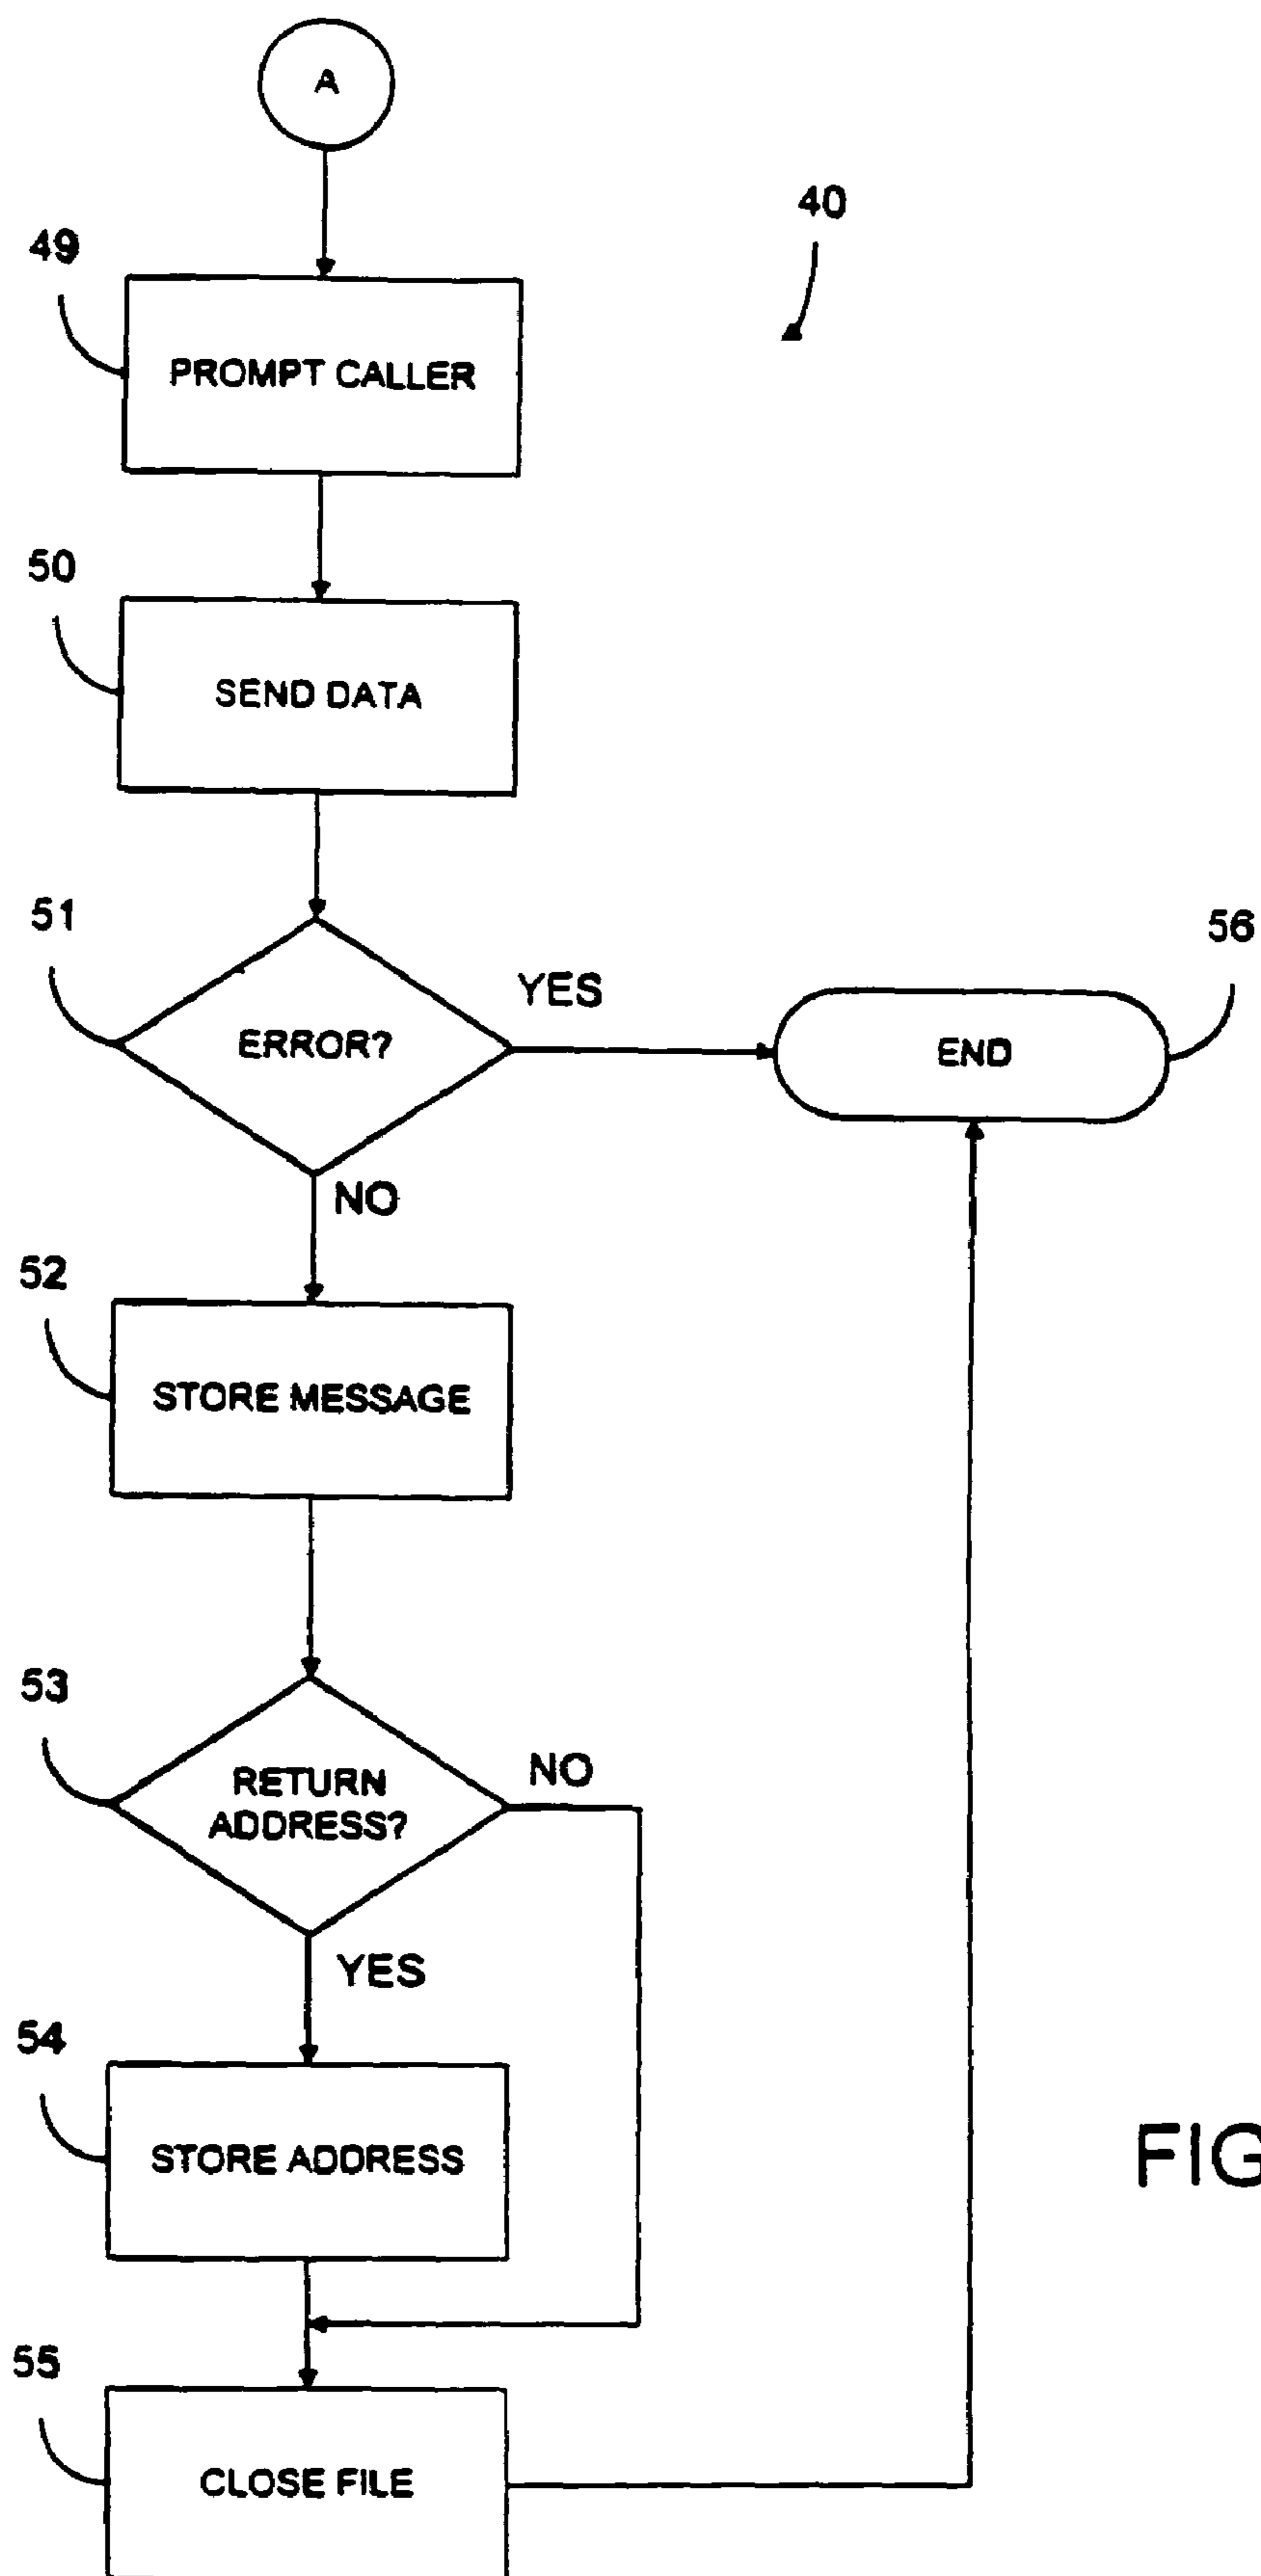 A
40
49
PROMPT CALLER
50
SEND DATA
51
ERROR?
YES
56
END
NO
52
STORE MESSAGE
53
RETURN
ADDRESS?
NO
YES
54
STORE ADDRESS
FIG
55
CLOSE FILE